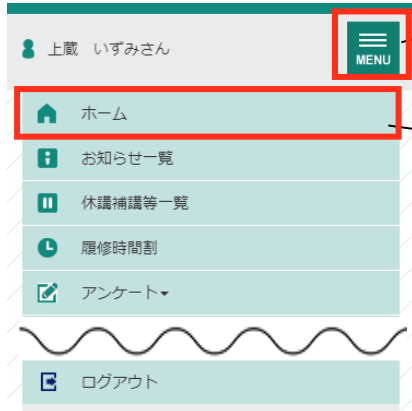 上蔵　いずみさん
MENU
ホーム
お知らせ一覧
休講補講等一覧
履修時間割
アンケート▾
ログアウト